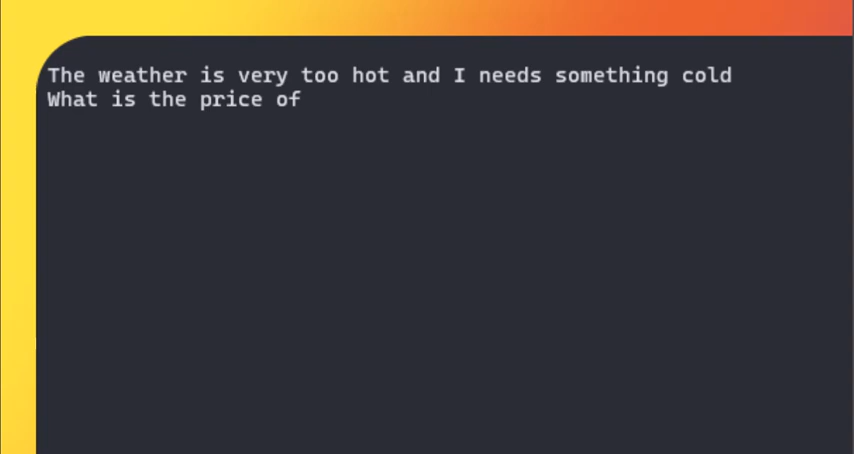 The weather is very too hot and I needs something cold
What is the price of